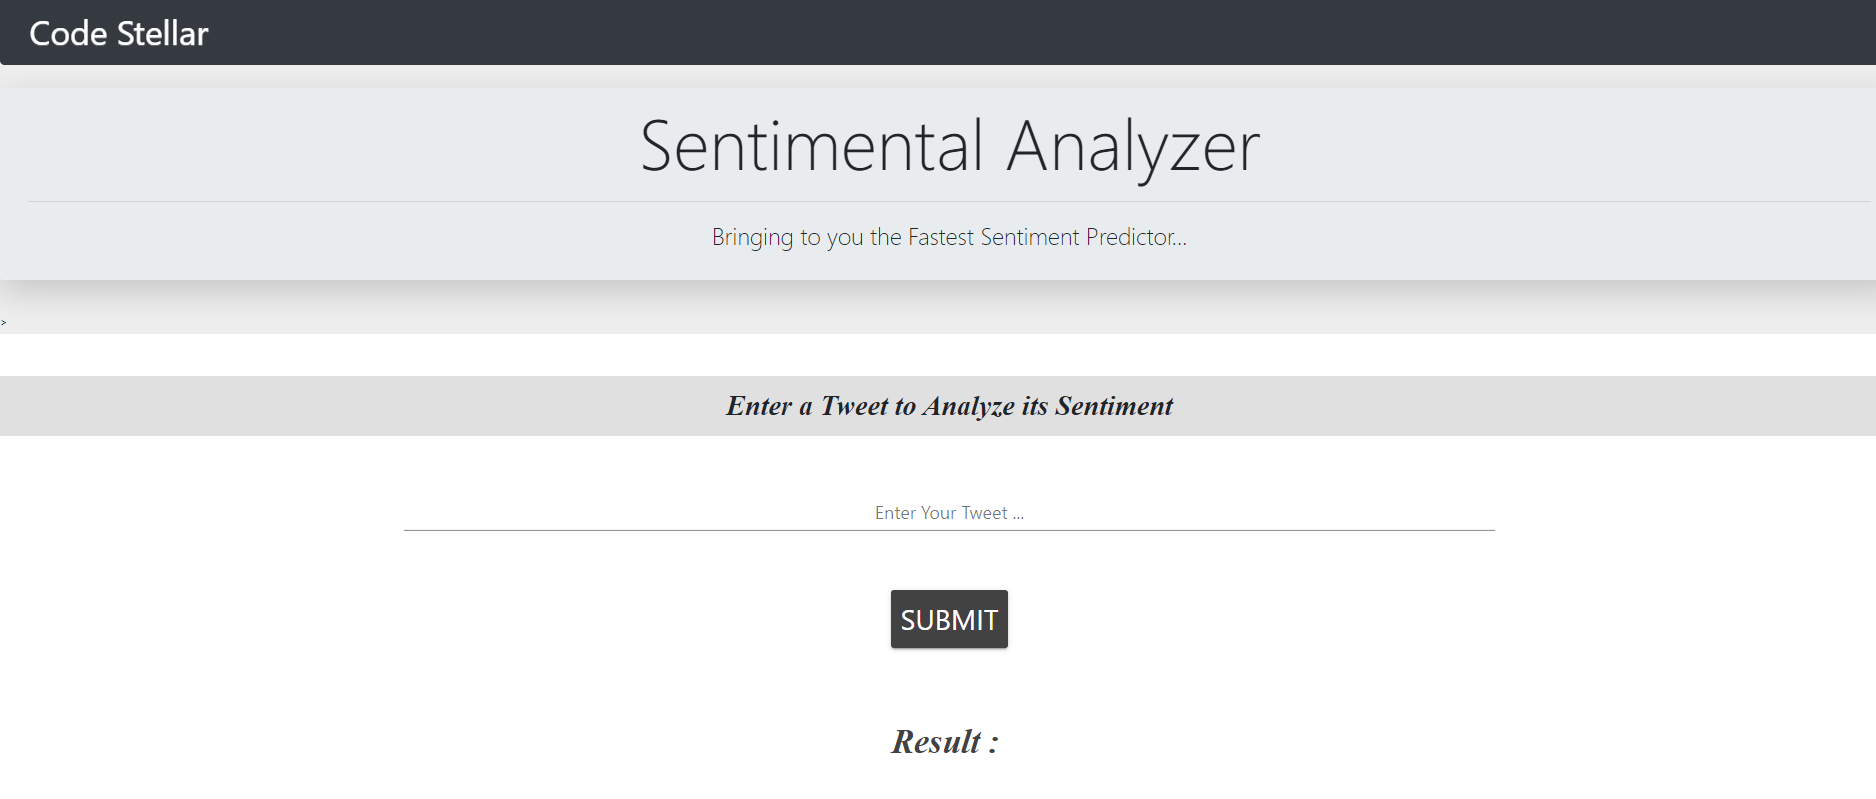 Code Stellar
Sentimental Analyzer
Bringing to you the Fastest Sentiment Predictor...
>
Enter a Tweet to Analyze its Sentiment
Enter Your Tweet ...
SUBMIT
Result :